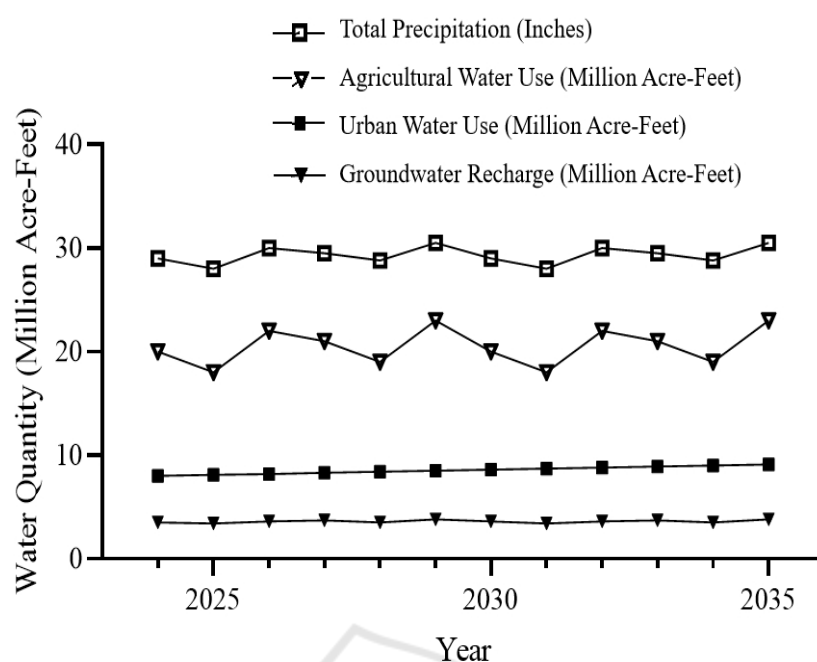 Total Precipitation (Inches)
Agricultural Water Use (Million Acre-Feet)
Urban Water Use (Million Acre-Feet)
Groundwater Recharge (Million Acre-Feet)
Water Quantity (Million Acre-Feet)
40
30
20
10
0
2025
2030
2035
Year